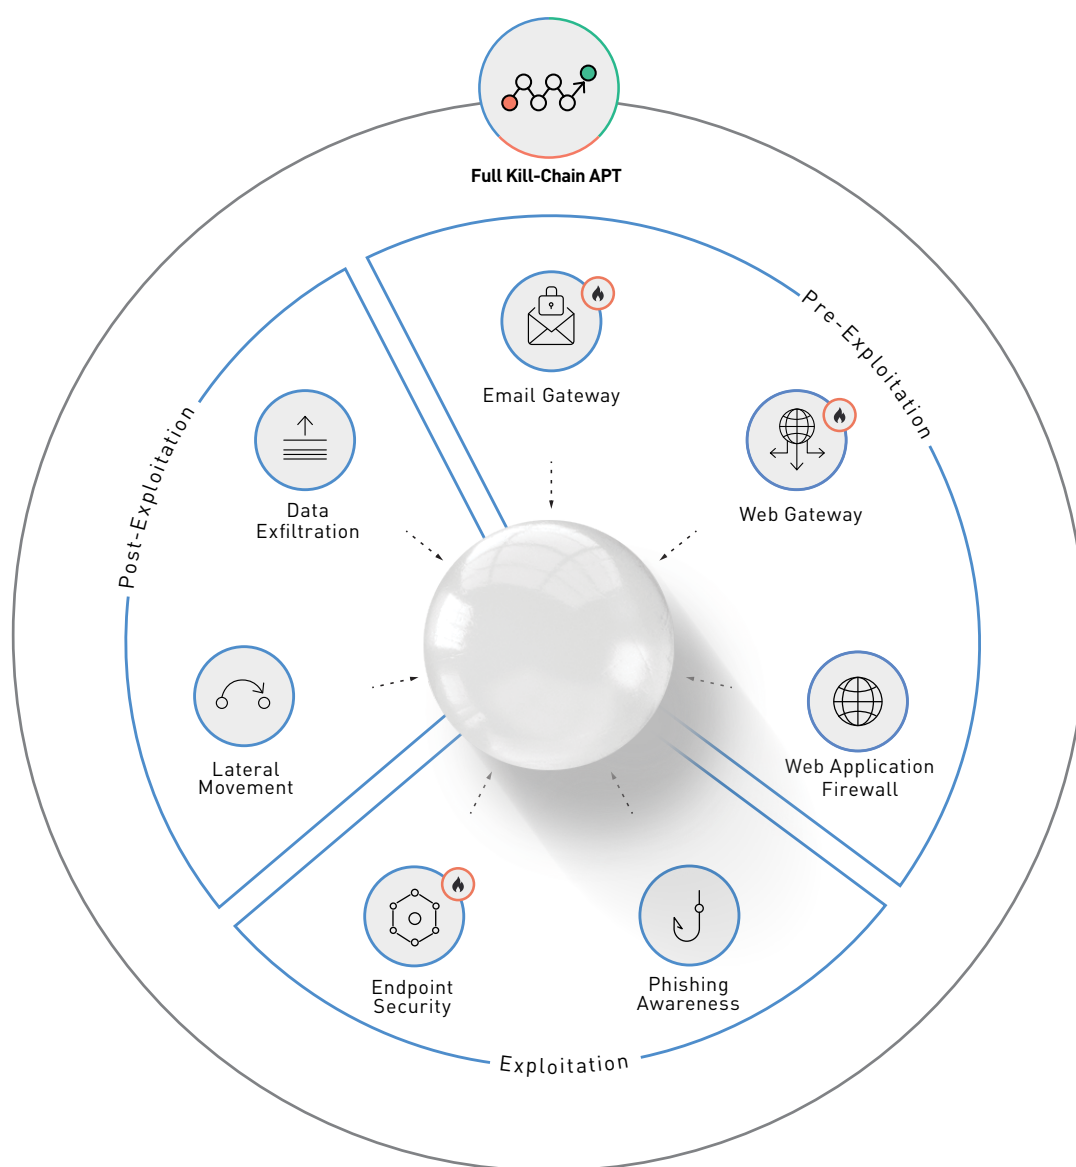 Full Kill-Chain APT
Pre-Exploitation
Email Gateway
Web Gateway
Web Application
Firewall
Post-Exploitation
Data
Exfiltration
Lateral
Movement
Endpoint
Security
Phishing
Awareness
Exploitation